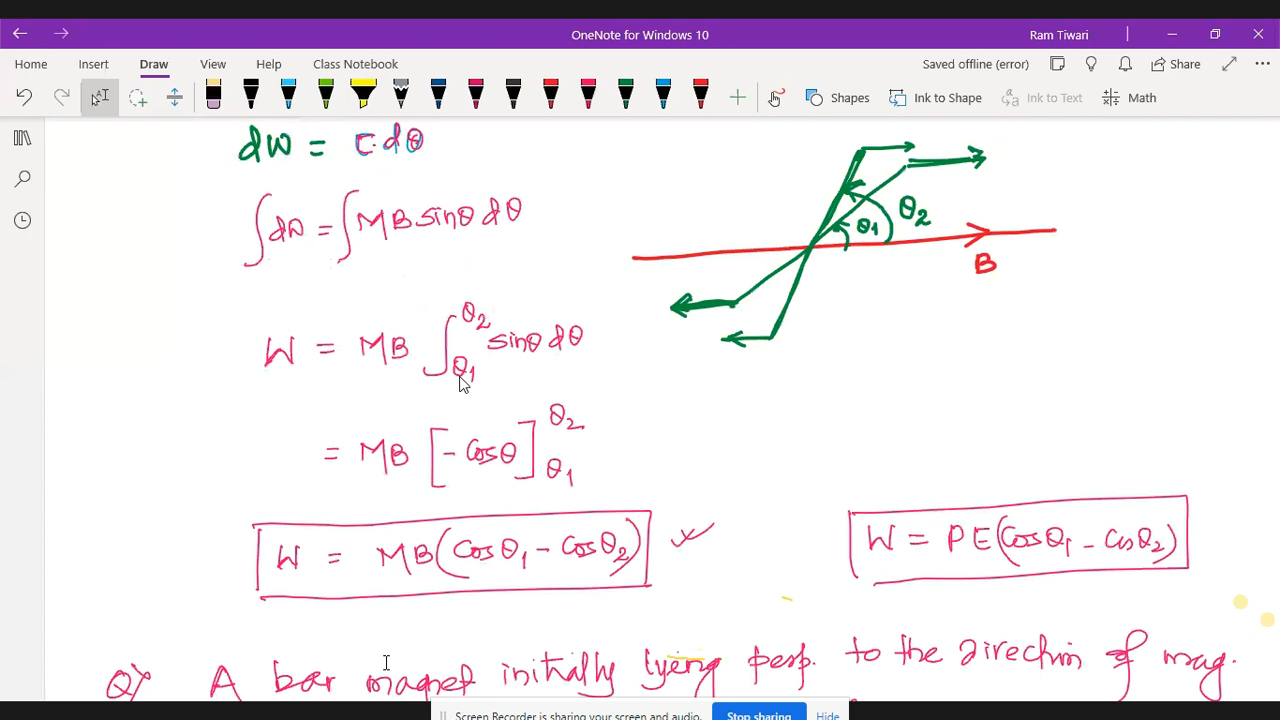 OneNote for Windows 10
Ram Tiwari
Home Insert Draw View Help Class Notebook
Saved offline (error)
Share
Shapes
Ink to Shape
Ink to Text
Math
dW = τ·dθ
∫dW = ∫MB sinθ dθ
W = MB ∫θ1 θ2 sinθ dθ
= MB [-Cosθ] θ2 θ1
W = MB(Cosθ1 - Cosθ2)
θ1
θ2
B
W = PE(Cosθ1 - Cosθ2)
Q) A bar magnet initially lying perp. to the direction of mag.
Screen Recorder is sharing your screen and audio.
Stop sharing
Hide